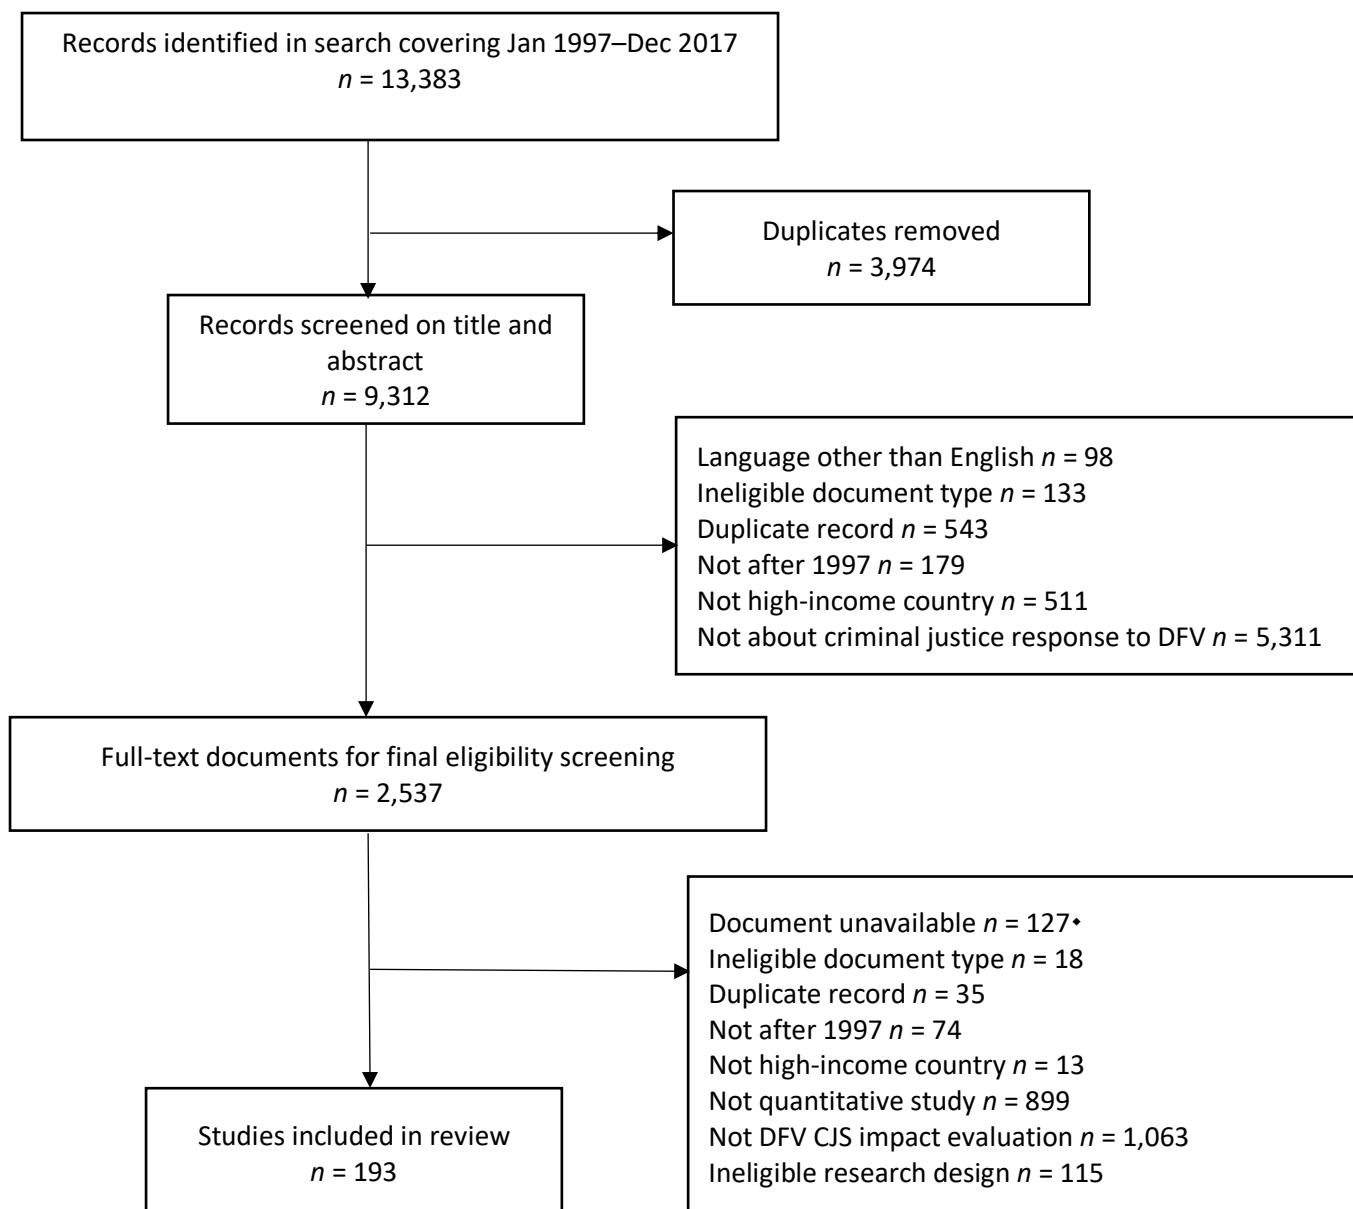 Records identified in search covering Jan 1997–Dec 2017
n = 13,383
Duplicates removed
n = 3,974
Records screened on title and
abstract
n = 9,312
Language other than English n = 98
Ineligible document type n = 133
Duplicate record n = 543
Not after 1997 n = 179
Not high-income country n = 511
Not about criminal justice response to DFV n = 5,311
Full-text documents for final eligibility screening
n = 2,537
Document unavailable n = 127◆
Ineligible document type n = 18
Duplicate record n = 35
Not after 1997 n = 74
Not high-income country n = 13
Not quantitative study n = 899
Not DFV CJS impact evaluation n = 1,063
Ineligible research design n = 115
Studies included in review
n = 193